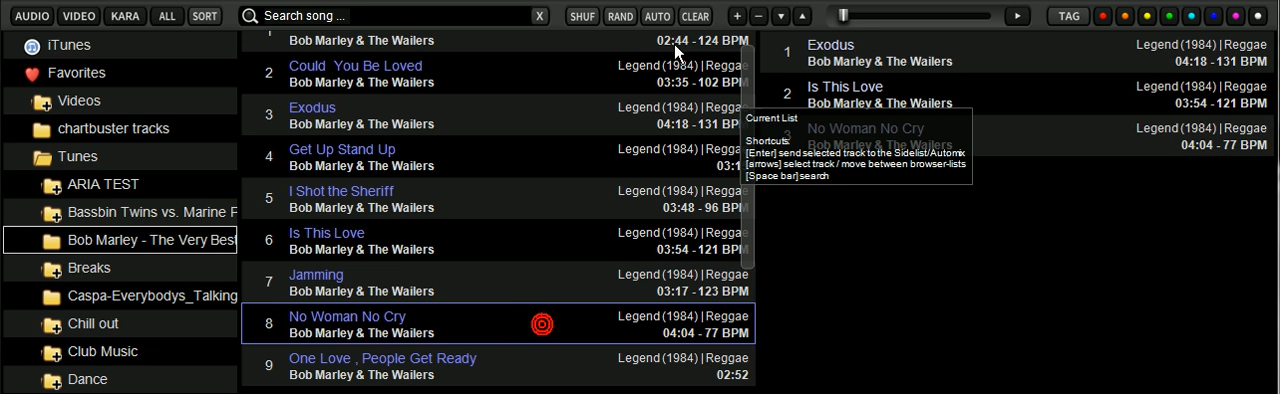 AUDIO VIDEO KARA ALL SORT Search song ... X SHUF RAND AUTO CLEAR + − TAG
iTunes
Favorites
Videos
chartbuster tracks
Tunes
ARIA TEST
Bassbin Twins vs. Marine P
Bob Marley - The Very Best
Breaks
Caspa-Everybodys_Talking
Chill out
Club Music
Dance
Bob Marley & The Wailers 02:44 - 124 BPM
2 Could You Be Loved Legend (1984) | Reggae
Bob Marley & The Wailers 03:35 - 102 BPM
3 Exodus Legend (1984) | Reggae
Bob Marley & The Wailers 04:18 - 131 BPM
4 Get Up Stand Up Legend (1984) | Reggae
Bob Marley & The Wailers 03:1
5 I Shot the Sheriff Legend (1984) | Reggae
Bob Marley & The Wailers 03:48 - 96 BPM
6 Is This Love Legend (1984) | Reggae
Bob Marley & The Wailers 03:54 - 121 BPM
7 Jamming Legend (1984) | Reggae
Bob Marley & The Wailers 03:17 - 123 BPM
8 No Woman No Cry Legend (1984) | Reggae
Bob Marley & The Wailers 04:04 - 77 BPM
9 One Love , People Get Ready Legend (1984) | Reggae
Bob Marley & The Wailers 02:52
1 Exodus Legend (1984) | Reggae
Bob Marley & The Wailers 04:18 - 131 BPM
2 Is This Love Legend (1984) | Reggae
Bob Marley & The Wailers 03:54 - 121 BPM
3 No Woman No Cry Legend (1984) | Reggae
04:04 - 77 BPM
Current List
Shortcuts:
[Enter] send selected track to the Sidelist/Automix
[arrows] select track / move between browser-lists
[Space bar] search